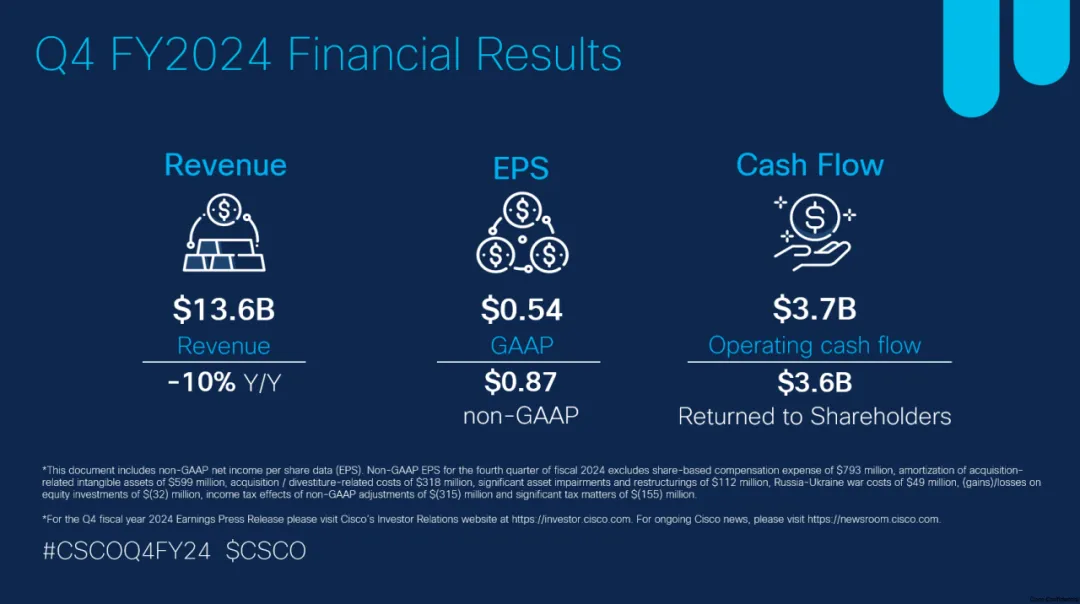 Q4 FY2024 Financial Results
Revenue
$13.6B
Revenue
-10% Y/Y
EPS
$0.54
GAAP
$0.87
non-GAAP
Cash Flow
$3.7B
Operating cash flow
$3.6B
Returned to Shareholders
*This document includes non-GAAP net income per share data (EPS). Non-GAAP EPS for the fourth quarter of fiscal 2024 excludes share-based compensation expense of $793 million, amortization of acquisition-
related intangible assets of $599 million, acquisition / divestiture-related costs of $318 million, significant asset impairments and restructurings of $112 million, Russia-Ukraine war costs of $49 million, (gains)/losses on
equity investments of $(32) million, income tax effects of non-GAAP adjustments of $(315) million and significant tax matters of $(155) million.
*For the Q4 fiscal year 2024 Earnings Press Release please visit Cisco's Investor Relations website at https://investor.cisco.com. For ongoing Cisco news, please visit https://newsroom.cisco.com.
#CSCOQ4FY24 $CSCO